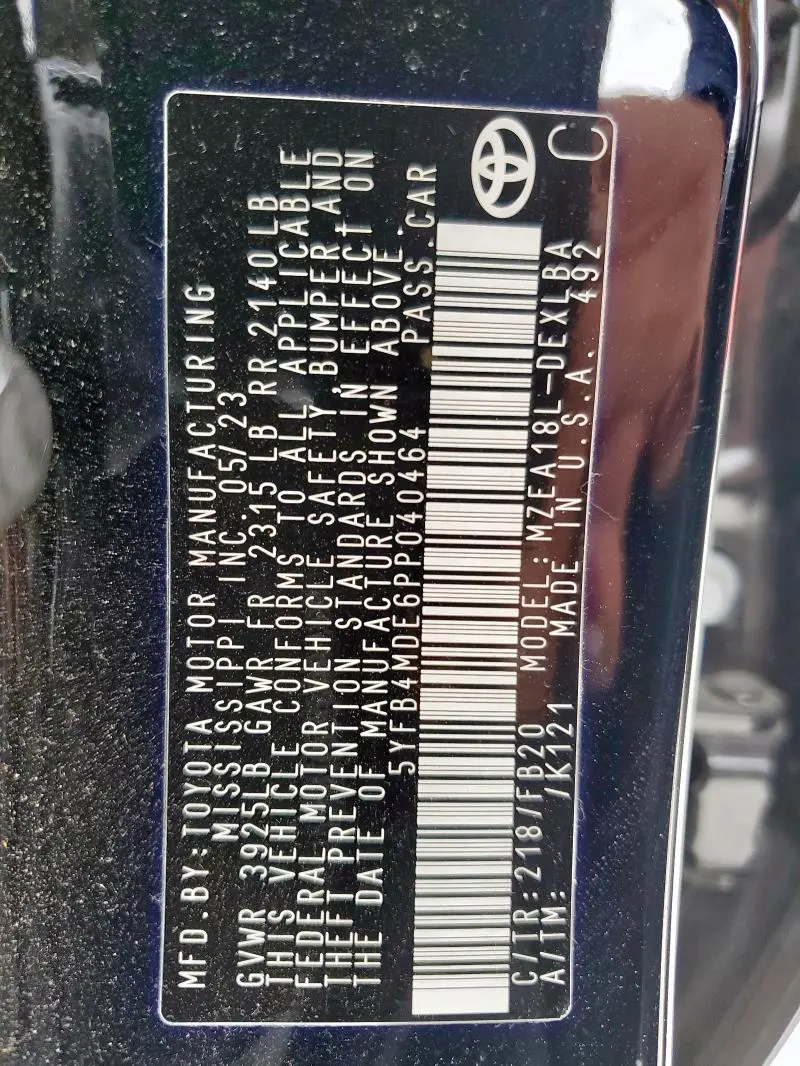 MFD.BY:TOYOTA MOTOR MANUFACTURING
MISSISSIPPI INC. 05/23
GVWR 3925LB GAWR FR 2315 LB RR 2140LB
THIS VEHICLE CONFORMS TO ALL APPLICABLE
FEDERAL MOTOR VEHICLE SAFETY,BUMPER AND
THEFT PREVENTION STANDARDS IN EFFECT ON
THE DATE OF MANUFACTURE SHOWN ABOVE.
5YFB4MDE6PP040464 PASS.CAR
C/TR:218/FB20 MODEL:MZEA18L-DEXLBA
A/TM: /K121 MADE IN U.S.A. 492
C